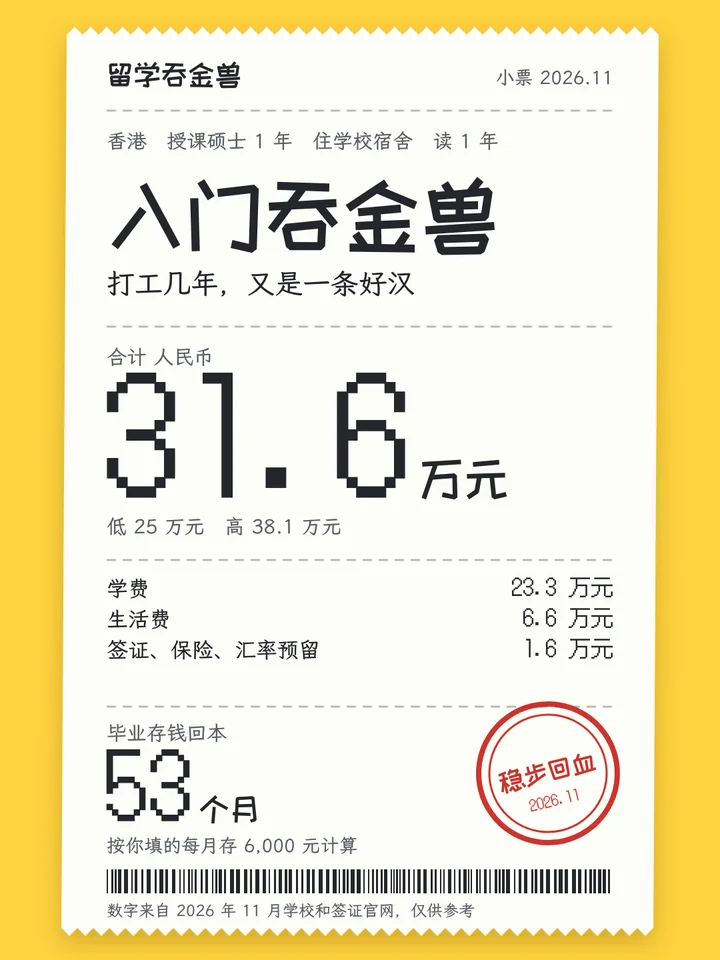 留学吞金兽
小票 2026.11
香港 授课硕士 1 年 住学校宿舍 读 1 年
入门吞金兽
打工几年，又是一条好汉
合计 人民币
31.6 万元
低 25 万元 高 38.1 万元
学费 23.3 万元
生活费 6.6 万元
签证、保险、汇率预留 1.6 万元
毕业存钱回本
53 个月
稳步回血
2026.11
按你填的每月存 6,000 元计算
数字来自 2026 年 11 月学校和签证官网，仅供参考